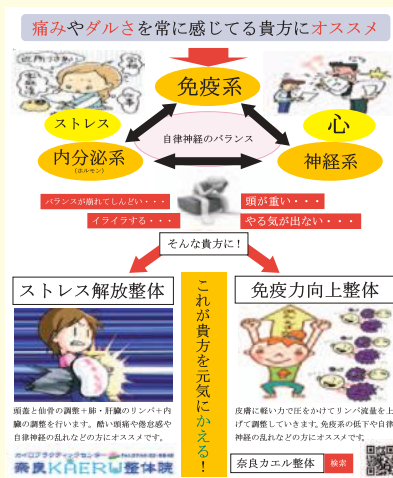 痛みやダルさを常に感じてる貴方にオススメ
免疫系
ストレス
心
自律神経のバランス
内分泌系
(ホルモン)
神経系
バランスが崩れてしんどい・・・
頭が重い・・・
イライラする・・・
やる気が出ない・・・
そんな貴方に！
ストレス解放整体
これが貴方を元気にかえる！
免疫力向上整体
頭蓋と仙骨の調整+肺・肝臓のリンパ+内
臓の調整を行います。酷い頭痛や倦怠感や
自律神経の乱れなどの方にオススメです。
皮膚に軽い力で圧をかけてリンパ流量を上
げて調整していきます。免疫系の低下や自律
神経の乱れなどの方にオススメです。
カイロプラクティックセンター
奈良KAERU整体院
奈良カエル整体
検索